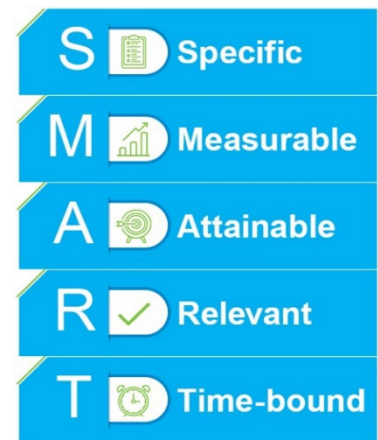 S Specific
M Measurable
A Attainable
R Relevant
T Time-bound